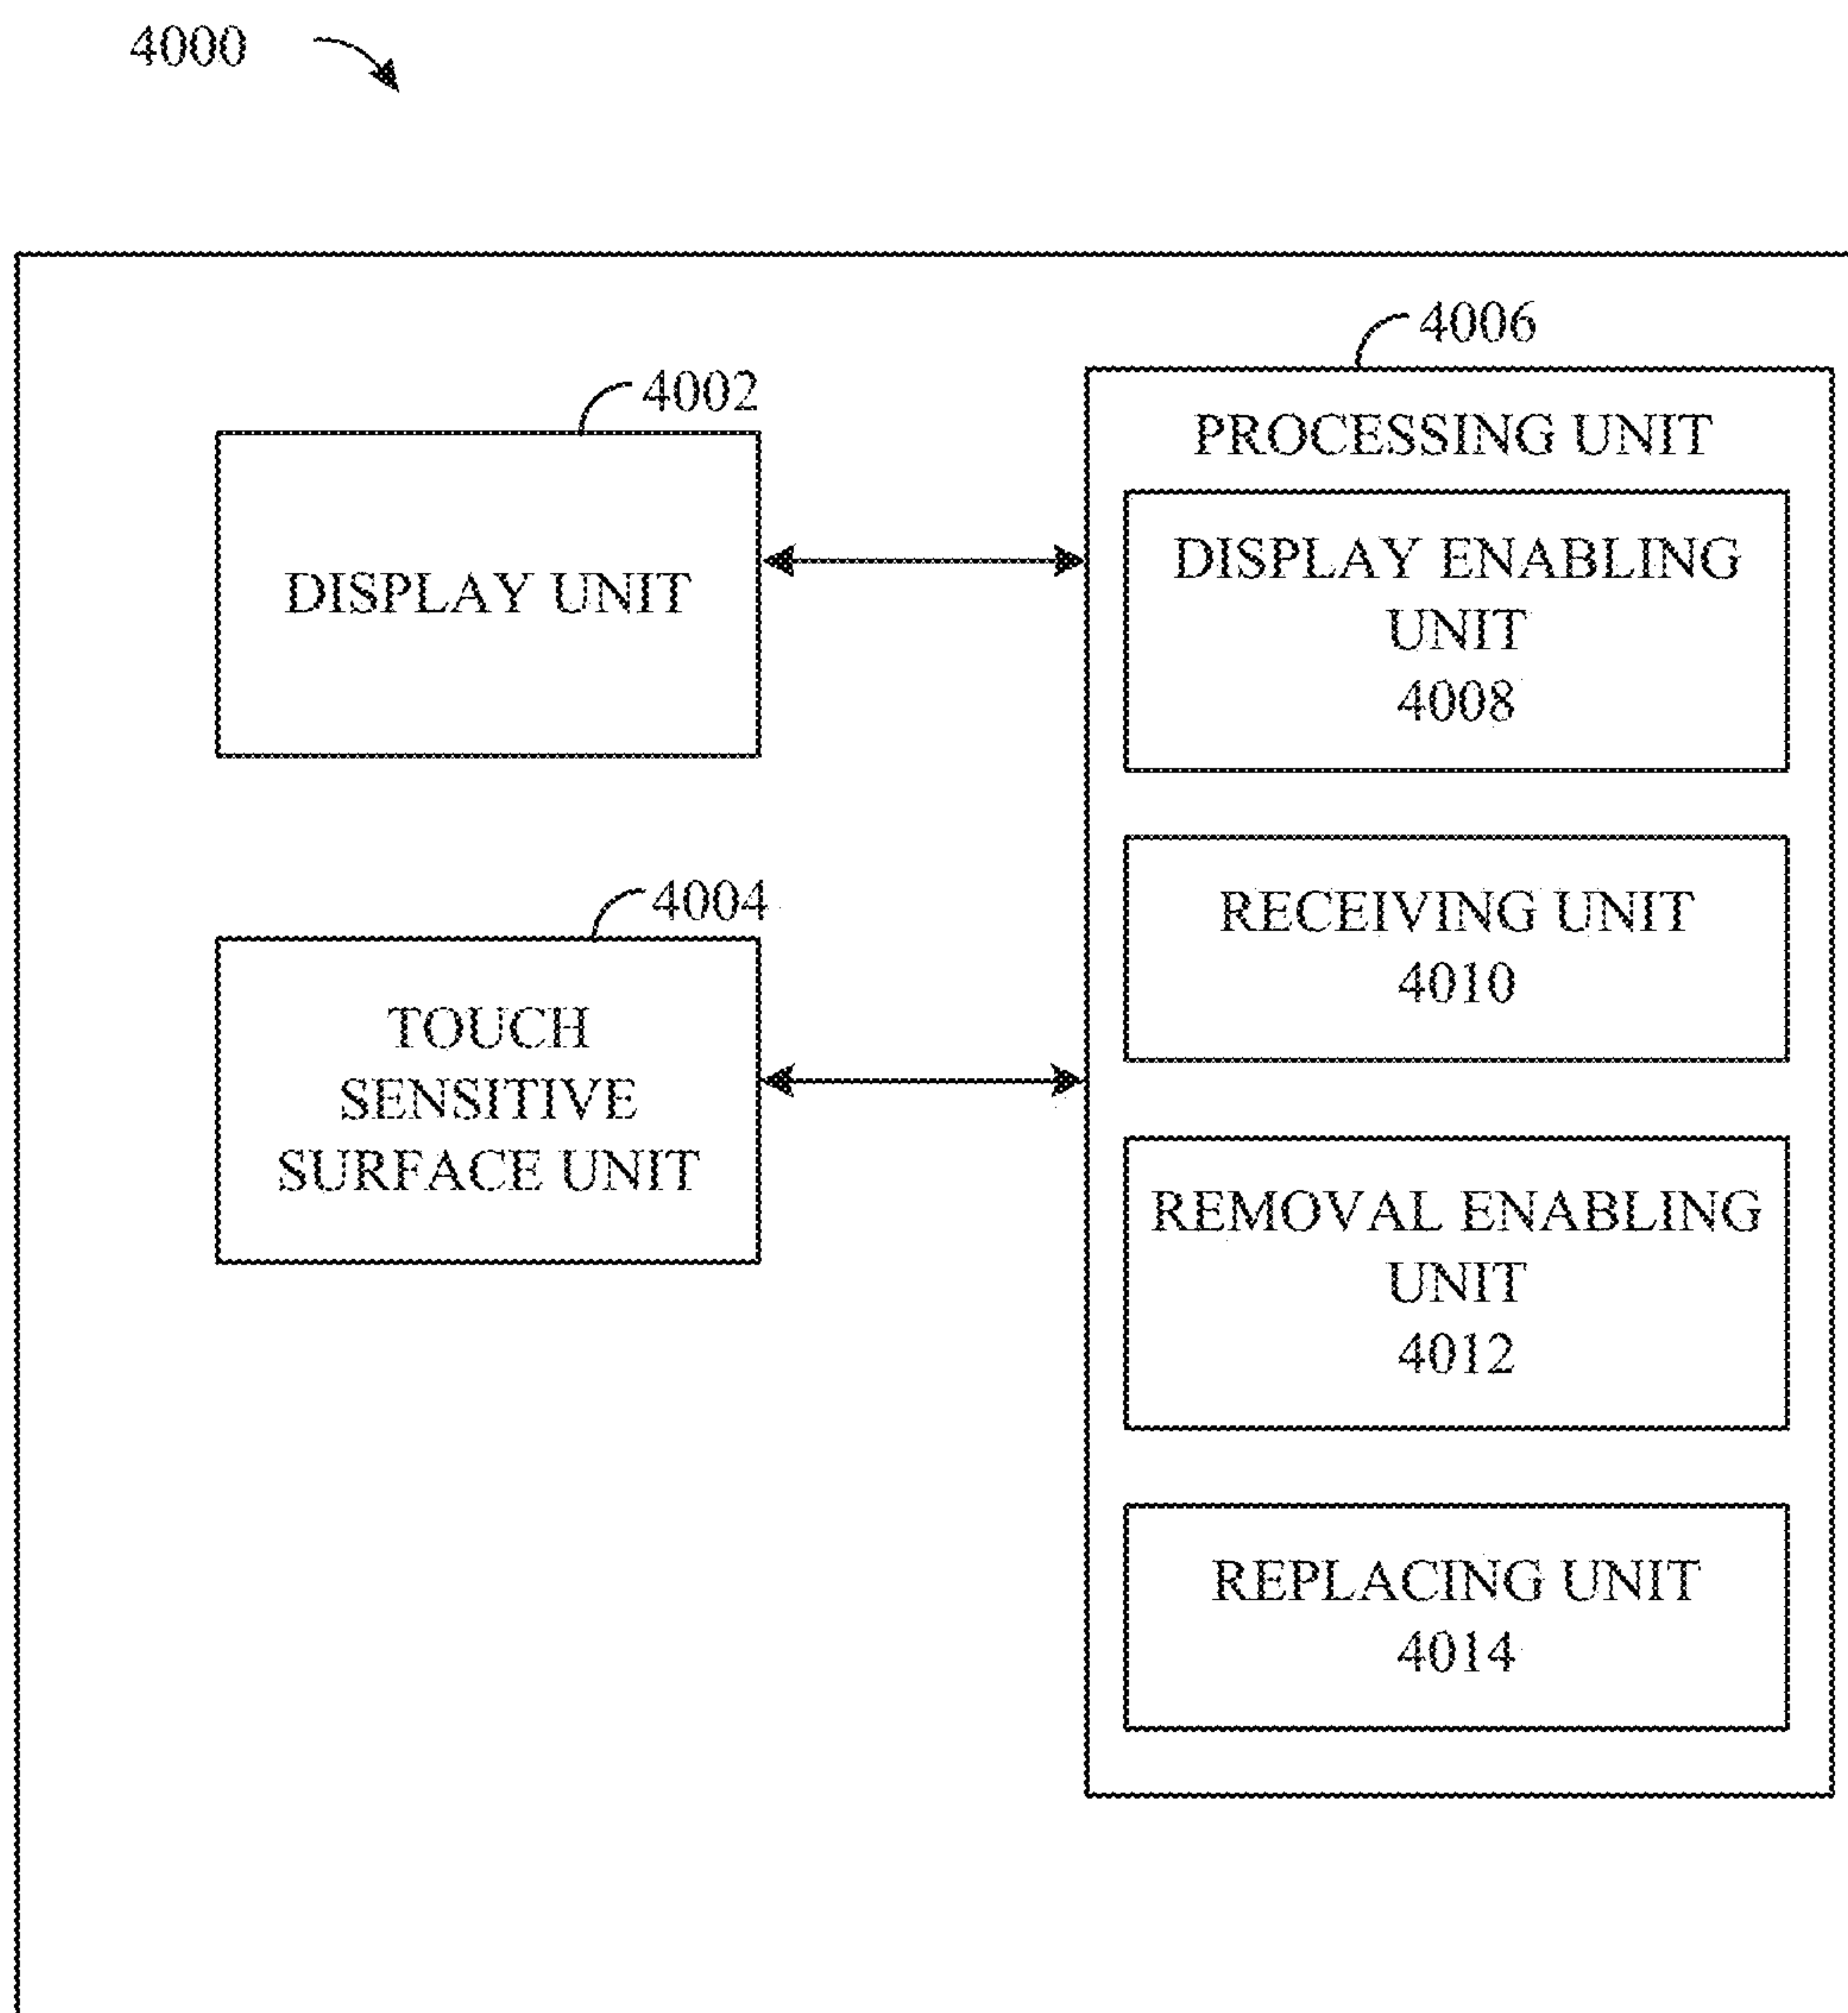 4000
4002
DISPLAY UNIT
4004
TOUCH
SENSITIVE
SURFACE UNIT
4006
PROCESSING UNIT
DISPLAY ENABLING
UNIT
4008
RECEIVING UNIT
4010
REMOVAL ENABLING
UNIT
4012
REPLACING UNIT
4014